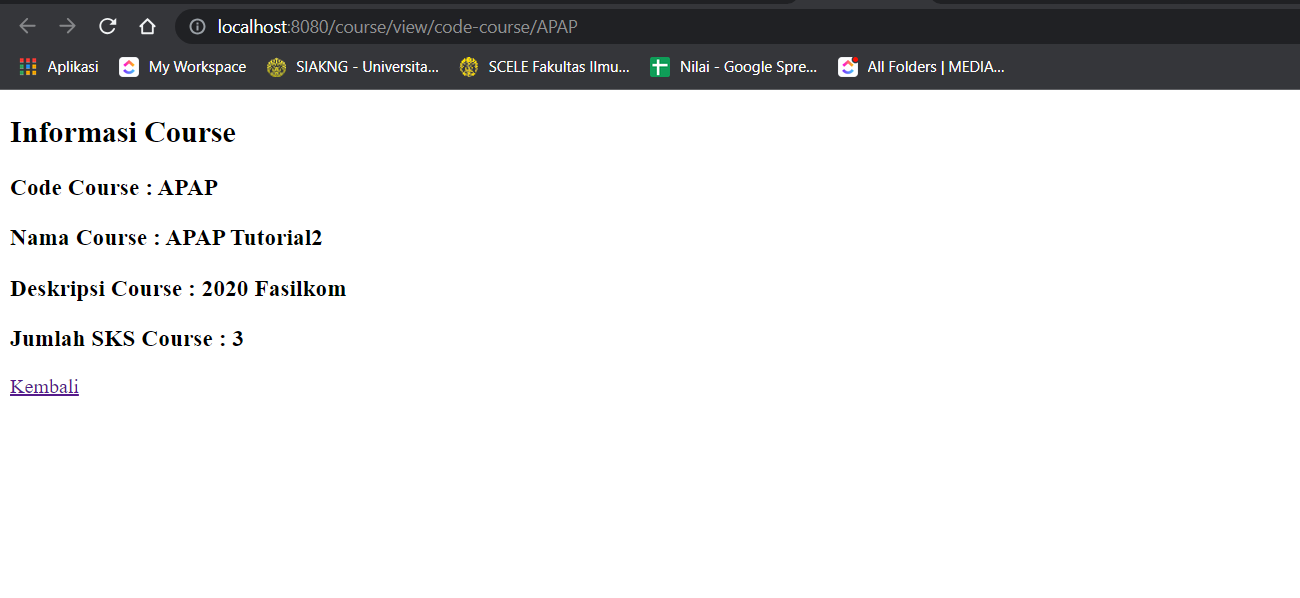 localhost:8080/course/view/code-course/APAP
Aplikasi My Workspace SIAKNG - Universita... SCELE Fakultas Ilmu... Nilai - Google Spre... All Folders | MEDIA...
Informasi Course
Code Course : APAP
Nama Course : APAP Tutorial2
Deskripsi Course : 2020 Fasilkom
Jumlah SKS Course : 3
Kembali